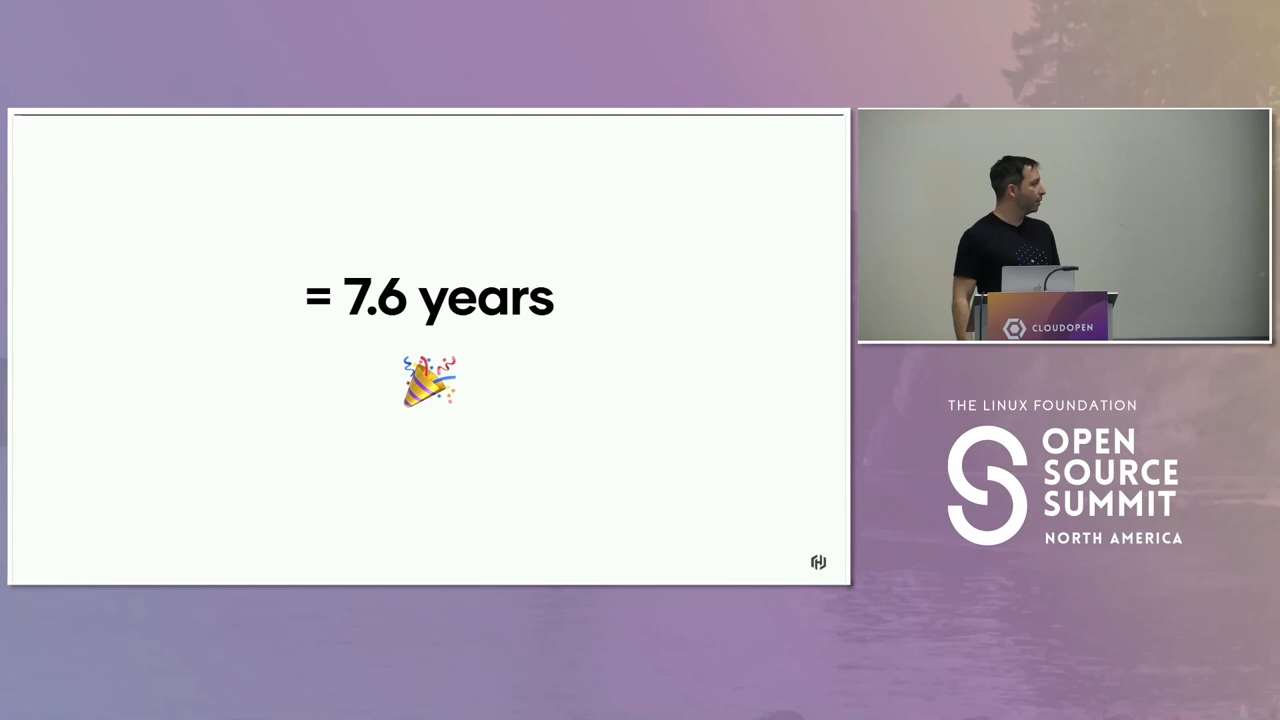 = 7.6 years
CLOUDOPEN
THE LINUX FOUNDATION
OPEN
SOURCE
SUMMIT
NORTH AMERICA